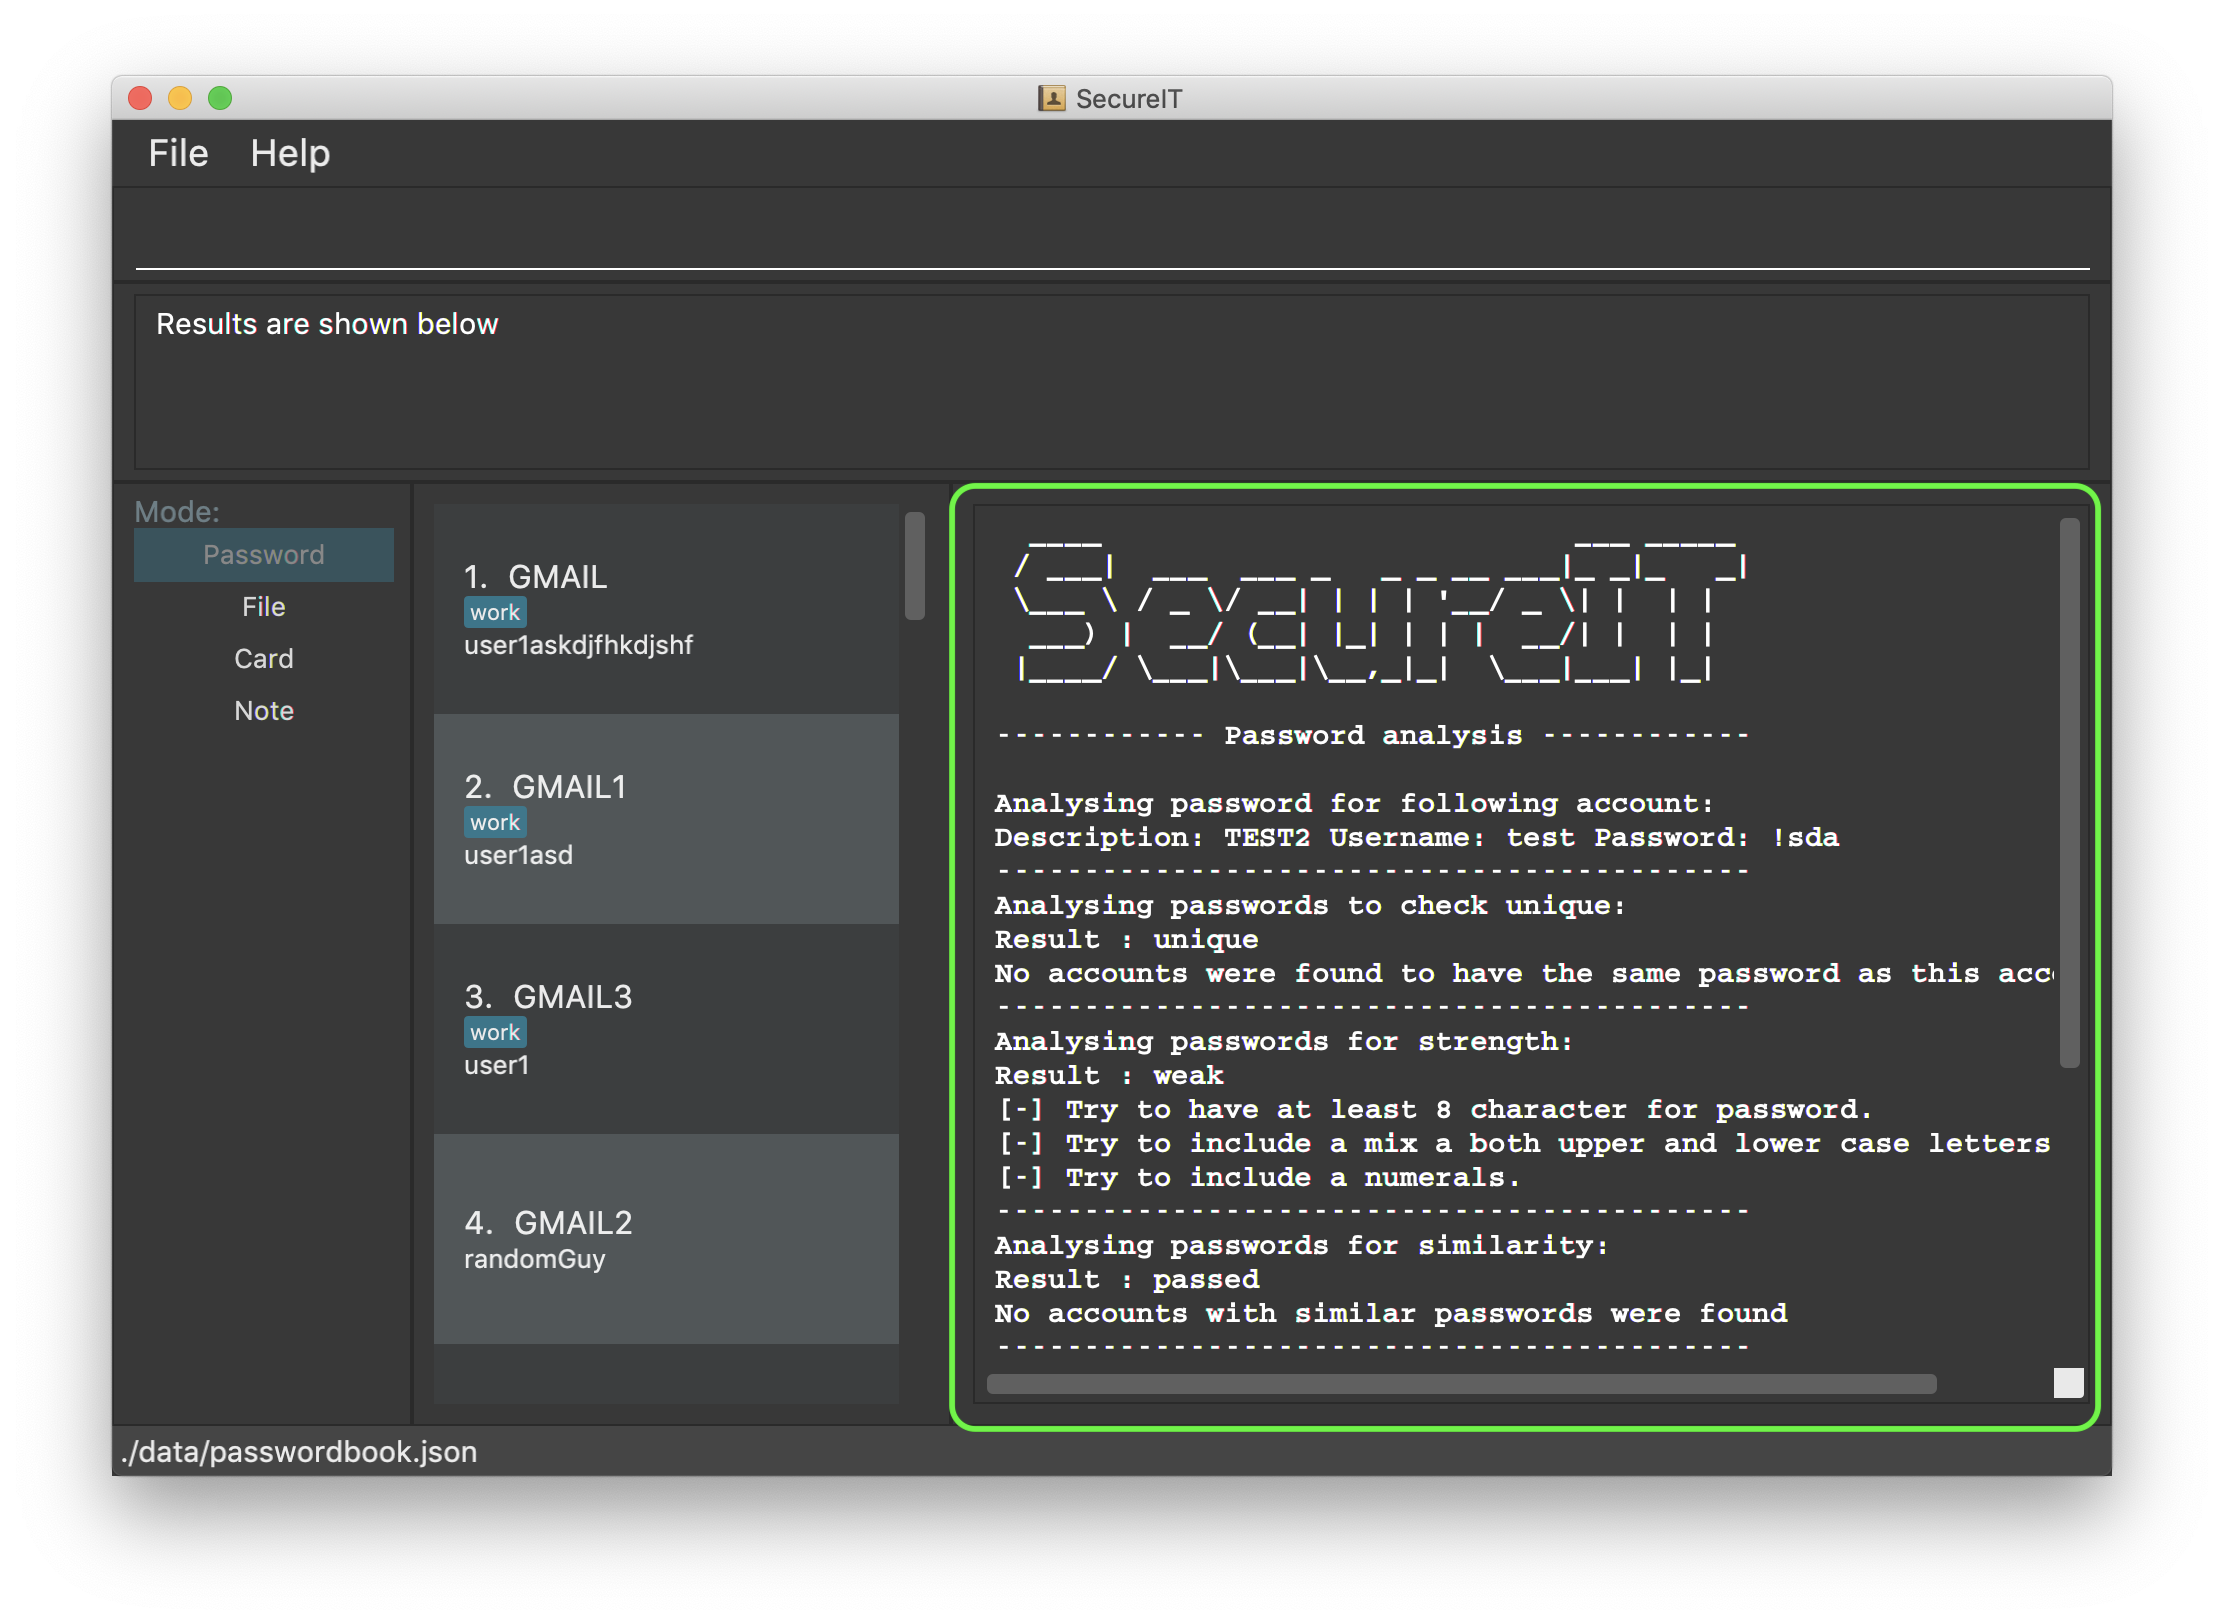 SecureIT
File Help
Results are shown below
Mode:
Password
File
Card
Note
1. GMAIL
work
user1askdjfhkdjshf
2. GMAIL1
work
user1asd
3. GMAIL3
work
user1
4. GMAIL2
randomGuy
SecureIT
------------ Password analysis ------------
Analysing password for following account:
Description: TEST2 Username: test Password: !sda
-------------------------------------------
Analysing passwords to check unique:
Result : unique
No accounts were found to have the same password as this acc
-------------------------------------------
Analysing passwords for strength:
Result : weak
[-] Try to have at least 8 character for password.
[-] Try to include a mix a both upper and lower case letters
[-] Try to include a numerals.
-------------------------------------------
Analysing passwords for similarity:
Result : passed
No accounts with similar passwords were found
-------------------------------------------
./data/passwordbook.json